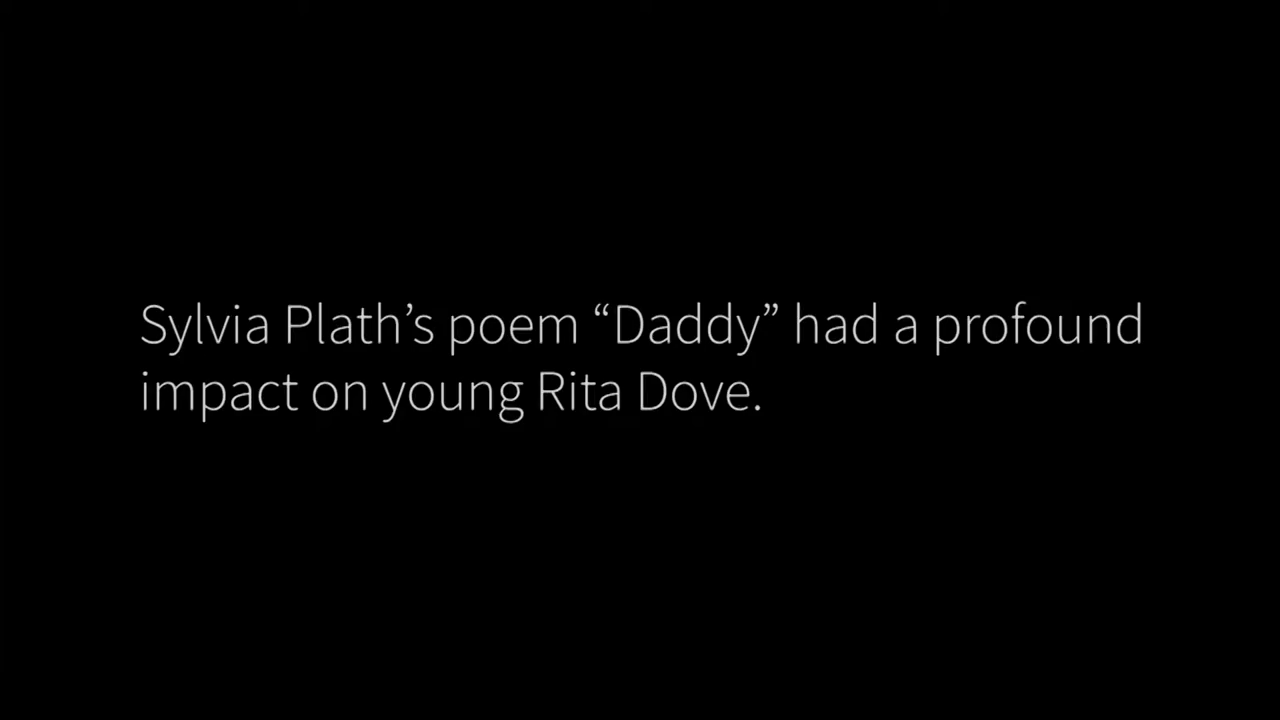 Sylvia Plath’s poem “Daddy” had a profound
impact on young Rita Dove.